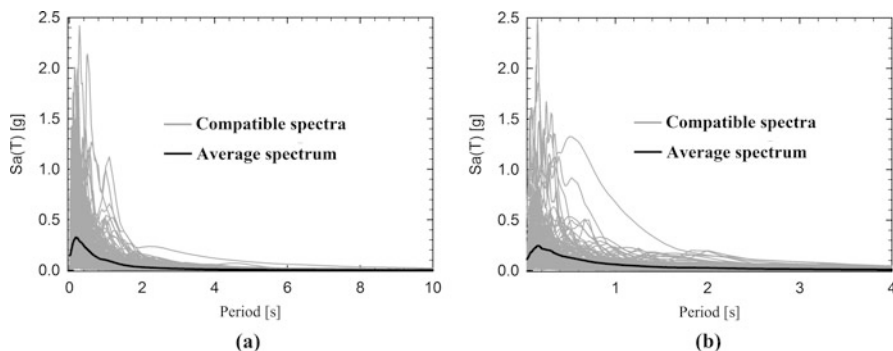 2.5
2.0
1.5
1.0
0.5
0.0
Sa(T) [g]
Compatible spectra
Average spectrum
0 2 4 6 8 10
Period [s]
(a)
2.5
2.0
1.5
1.0
0.5
0.0
Sa(T) [g]
Compatible spectra
Average spectrum
1 2 3 4
Period [s]
(b)